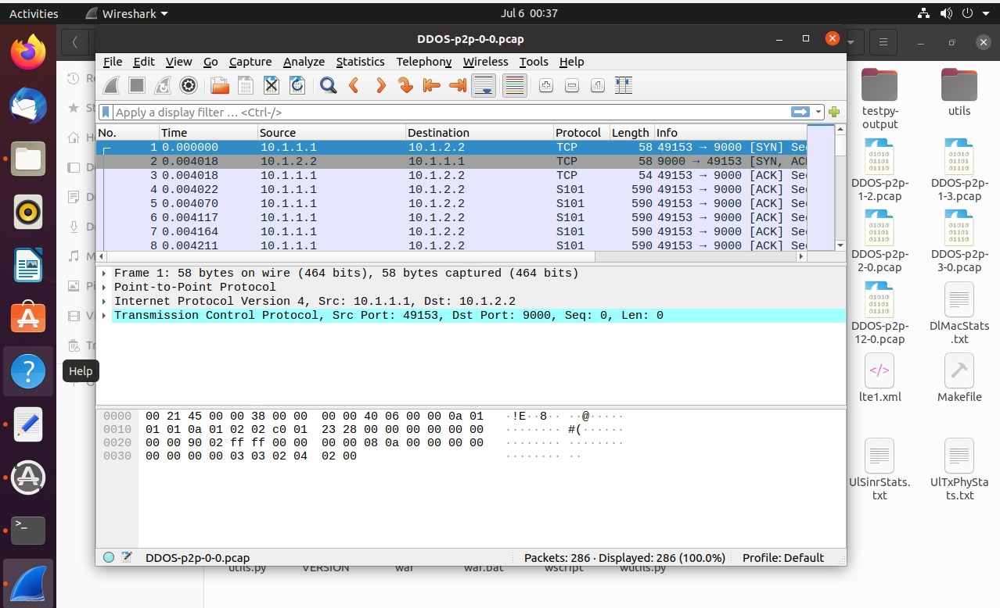 Activities Wireshark Jul 6 00:37
DDOS-p2p-0-0.pcap
File Edit View Go Capture Analyze Statistics Telephony Wireless Tools Help
Apply a display filter … <Ctrl-/>
No. Time Source Destination Protocol Length Info
1 0.000000 10.1.1.1 10.1.2.2 TCP 58 49153 → 9000 [SYN] Se
2 0.004018 10.1.2.2 10.1.1.1 TCP 58 9000 → 49153 [SYN, AC
3 0.004018 10.1.1.1 10.1.2.2 TCP 54 49153 → 9000 [ACK] Se
4 0.004022 10.1.1.1 10.1.2.2 S101 590 49153 → 9000 [ACK] Se
5 0.004070 10.1.1.1 10.1.2.2 S101 590 49153 → 9000 [ACK] Se
6 0.004117 10.1.1.1 10.1.2.2 S101 590 49153 → 9000 [ACK] Se
7 0.004164 10.1.1.1 10.1.2.2 S101 590 49153 → 9000 [ACK] Se
8 0.004211 10.1.1.1 10.1.2.2 S101 590 49153 → 9000 [ACK] Se
Frame 1: 58 bytes on wire (464 bits), 58 bytes captured (464 bits)
Point-to-Point Protocol
Internet Protocol Version 4, Src: 10.1.1.1, Dst: 10.1.2.2
Transmission Control Protocol, Src Port: 49153, Dst Port: 9000, Seq: 0, Len: 0
Help
0000 00 21 45 00 00 38 00 00 00 00 40 06 00 00 0a 01 ·!E··8·· ··@·····
0010 01 01 0a 01 02 02 c0 01 23 28 00 00 00 00 00 00 ········ #(······
0020 00 00 90 02 ff ff 00 00 00 00 08 0a 00 00 00 00 ········ ········
0030 00 00 00 00 03 03 02 04 02 00 ········ ··
DDOS-p2p-0-0.pcap Packets: 286 · Displayed: 286 (100.0%) Profile: Default
testpy-
output
utils
DDOS-p2p-
1-2.pcap
DDOS-p2p-
1-3.pcap
DDOS-p2p-
2-0.pcap
DDOS-p2p-
3-0.pcap
DDOS-p2p-
12-0.pcap
DlMacStats
.txt
lte1.xml
Makefile
UlSinrStats.
txt
UlTxPhySta
ts.txt
utils.py VERSION waf waf.bat wscript wutils.py